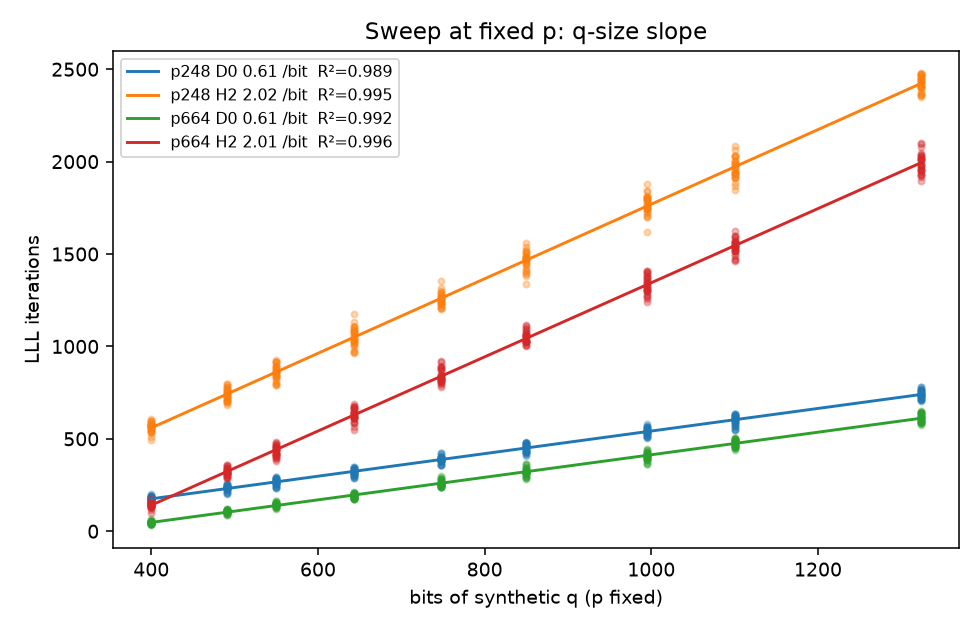 Sweep at fixed p: q-size slope
p248 D0 0.61 /bit  R²=0.989
p248 H2 2.02 /bit  R²=0.995
p664 D0 0.61 /bit  R²=0.992
p664 H2 2.01 /bit  R²=0.996
LLL iterations
2500
2000
1500
1000
500
0
400
600
800
1000
1200
bits of synthetic q (p fixed)